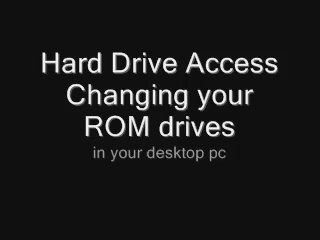 Hard Drive Access
Changing your
ROM drives
in your desktop pc